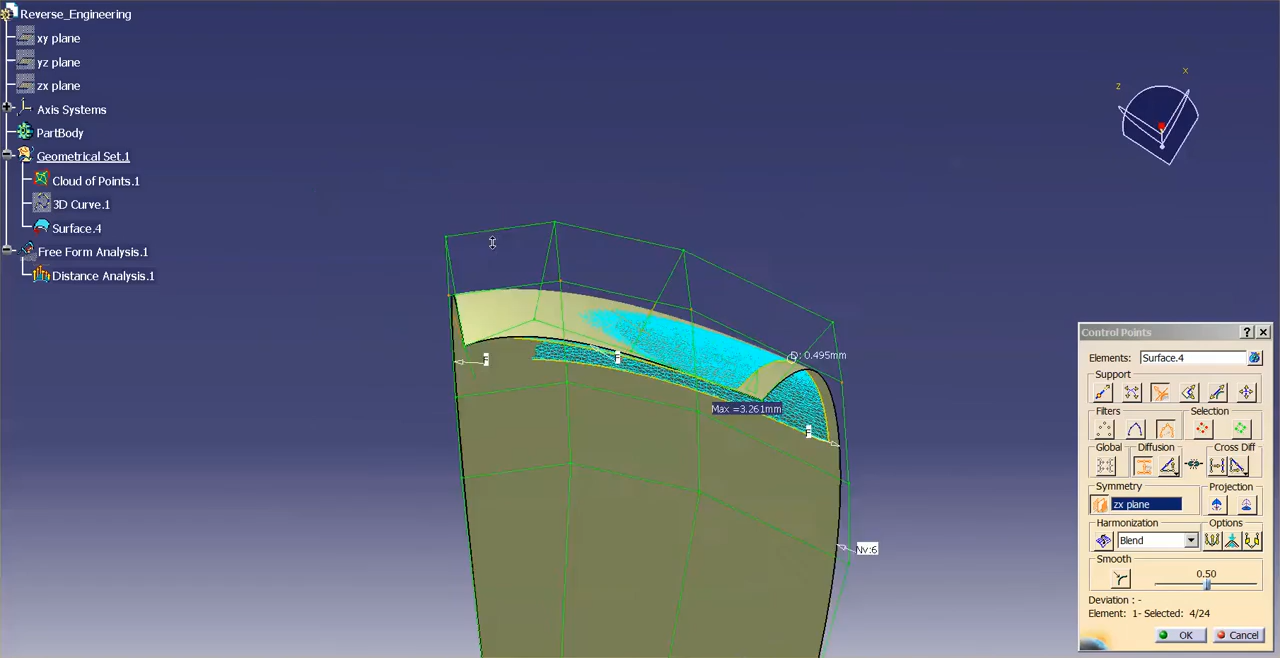 Reverse_Engineering
xy plane
yz plane
zx plane
Axis Systems
PartBody
Geometrical Set.1
Cloud of Points.1
3D Curve.1
Surface.4
Free Form Analysis.1
Distance Analysis.1
x
z
D: 0.495mm
F
F
Max =3.261mm
F
Nv:6
Control Points
?
Elements: Surface.4
Support
Filters Selection
Global Diffusion Cross Diff
Symmetry Projection
zx plane
Harmonization Options
Blend
Smooth
0.50
Deviation : -
Element: 1- Selected: 4/24
OK Cancel